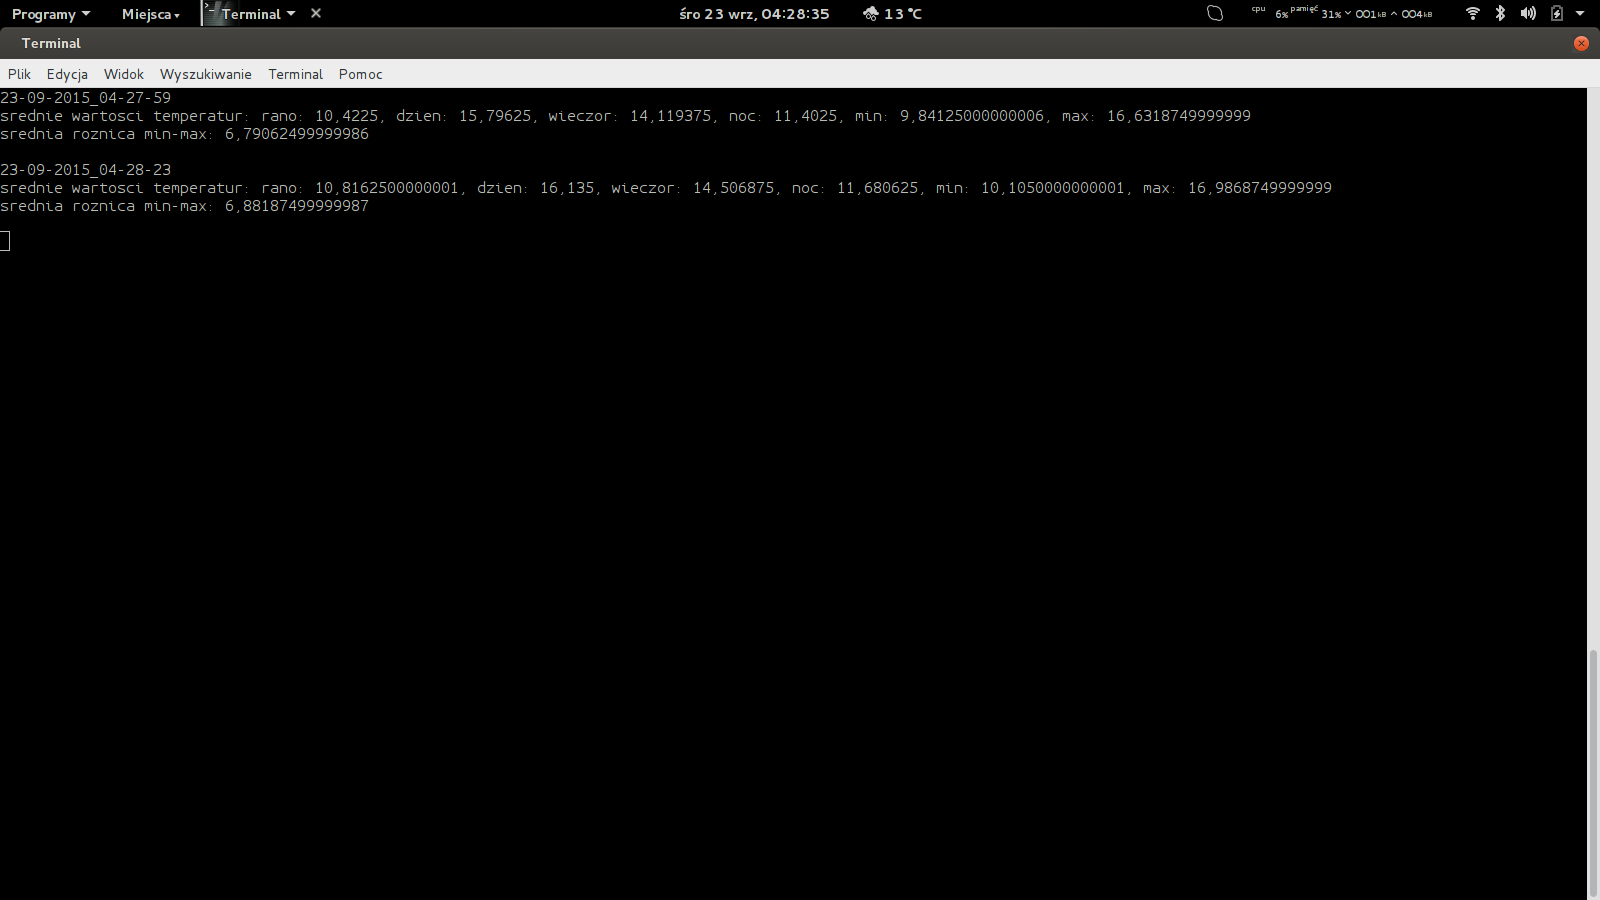 Programy Miejsca Terminal śro 23 wrz, 04:28:35 13 °C cpu 6% pamięć 31% 001kB 004kB
Terminal
Plik Edycja Widok Wyszukiwanie Terminal Pomoc
23-09-2015_04-27-59
srednie wartosci temperatur: rano: 10,4225, dzien: 15,79625, wieczor: 14,119375, noc: 11,4025, min: 9,84125000000006, max: 16,6318749999999
srednia roznica min-max: 6,79062499999986
23-09-2015_04-28-23
srednie wartosci temperatur: rano: 10,8162500000001, dzien: 16,135, wieczor: 14,506875, noc: 11,680625, min: 10,1050000000001, max: 16,9868749999999
srednia roznica min-max: 6,88187499999987